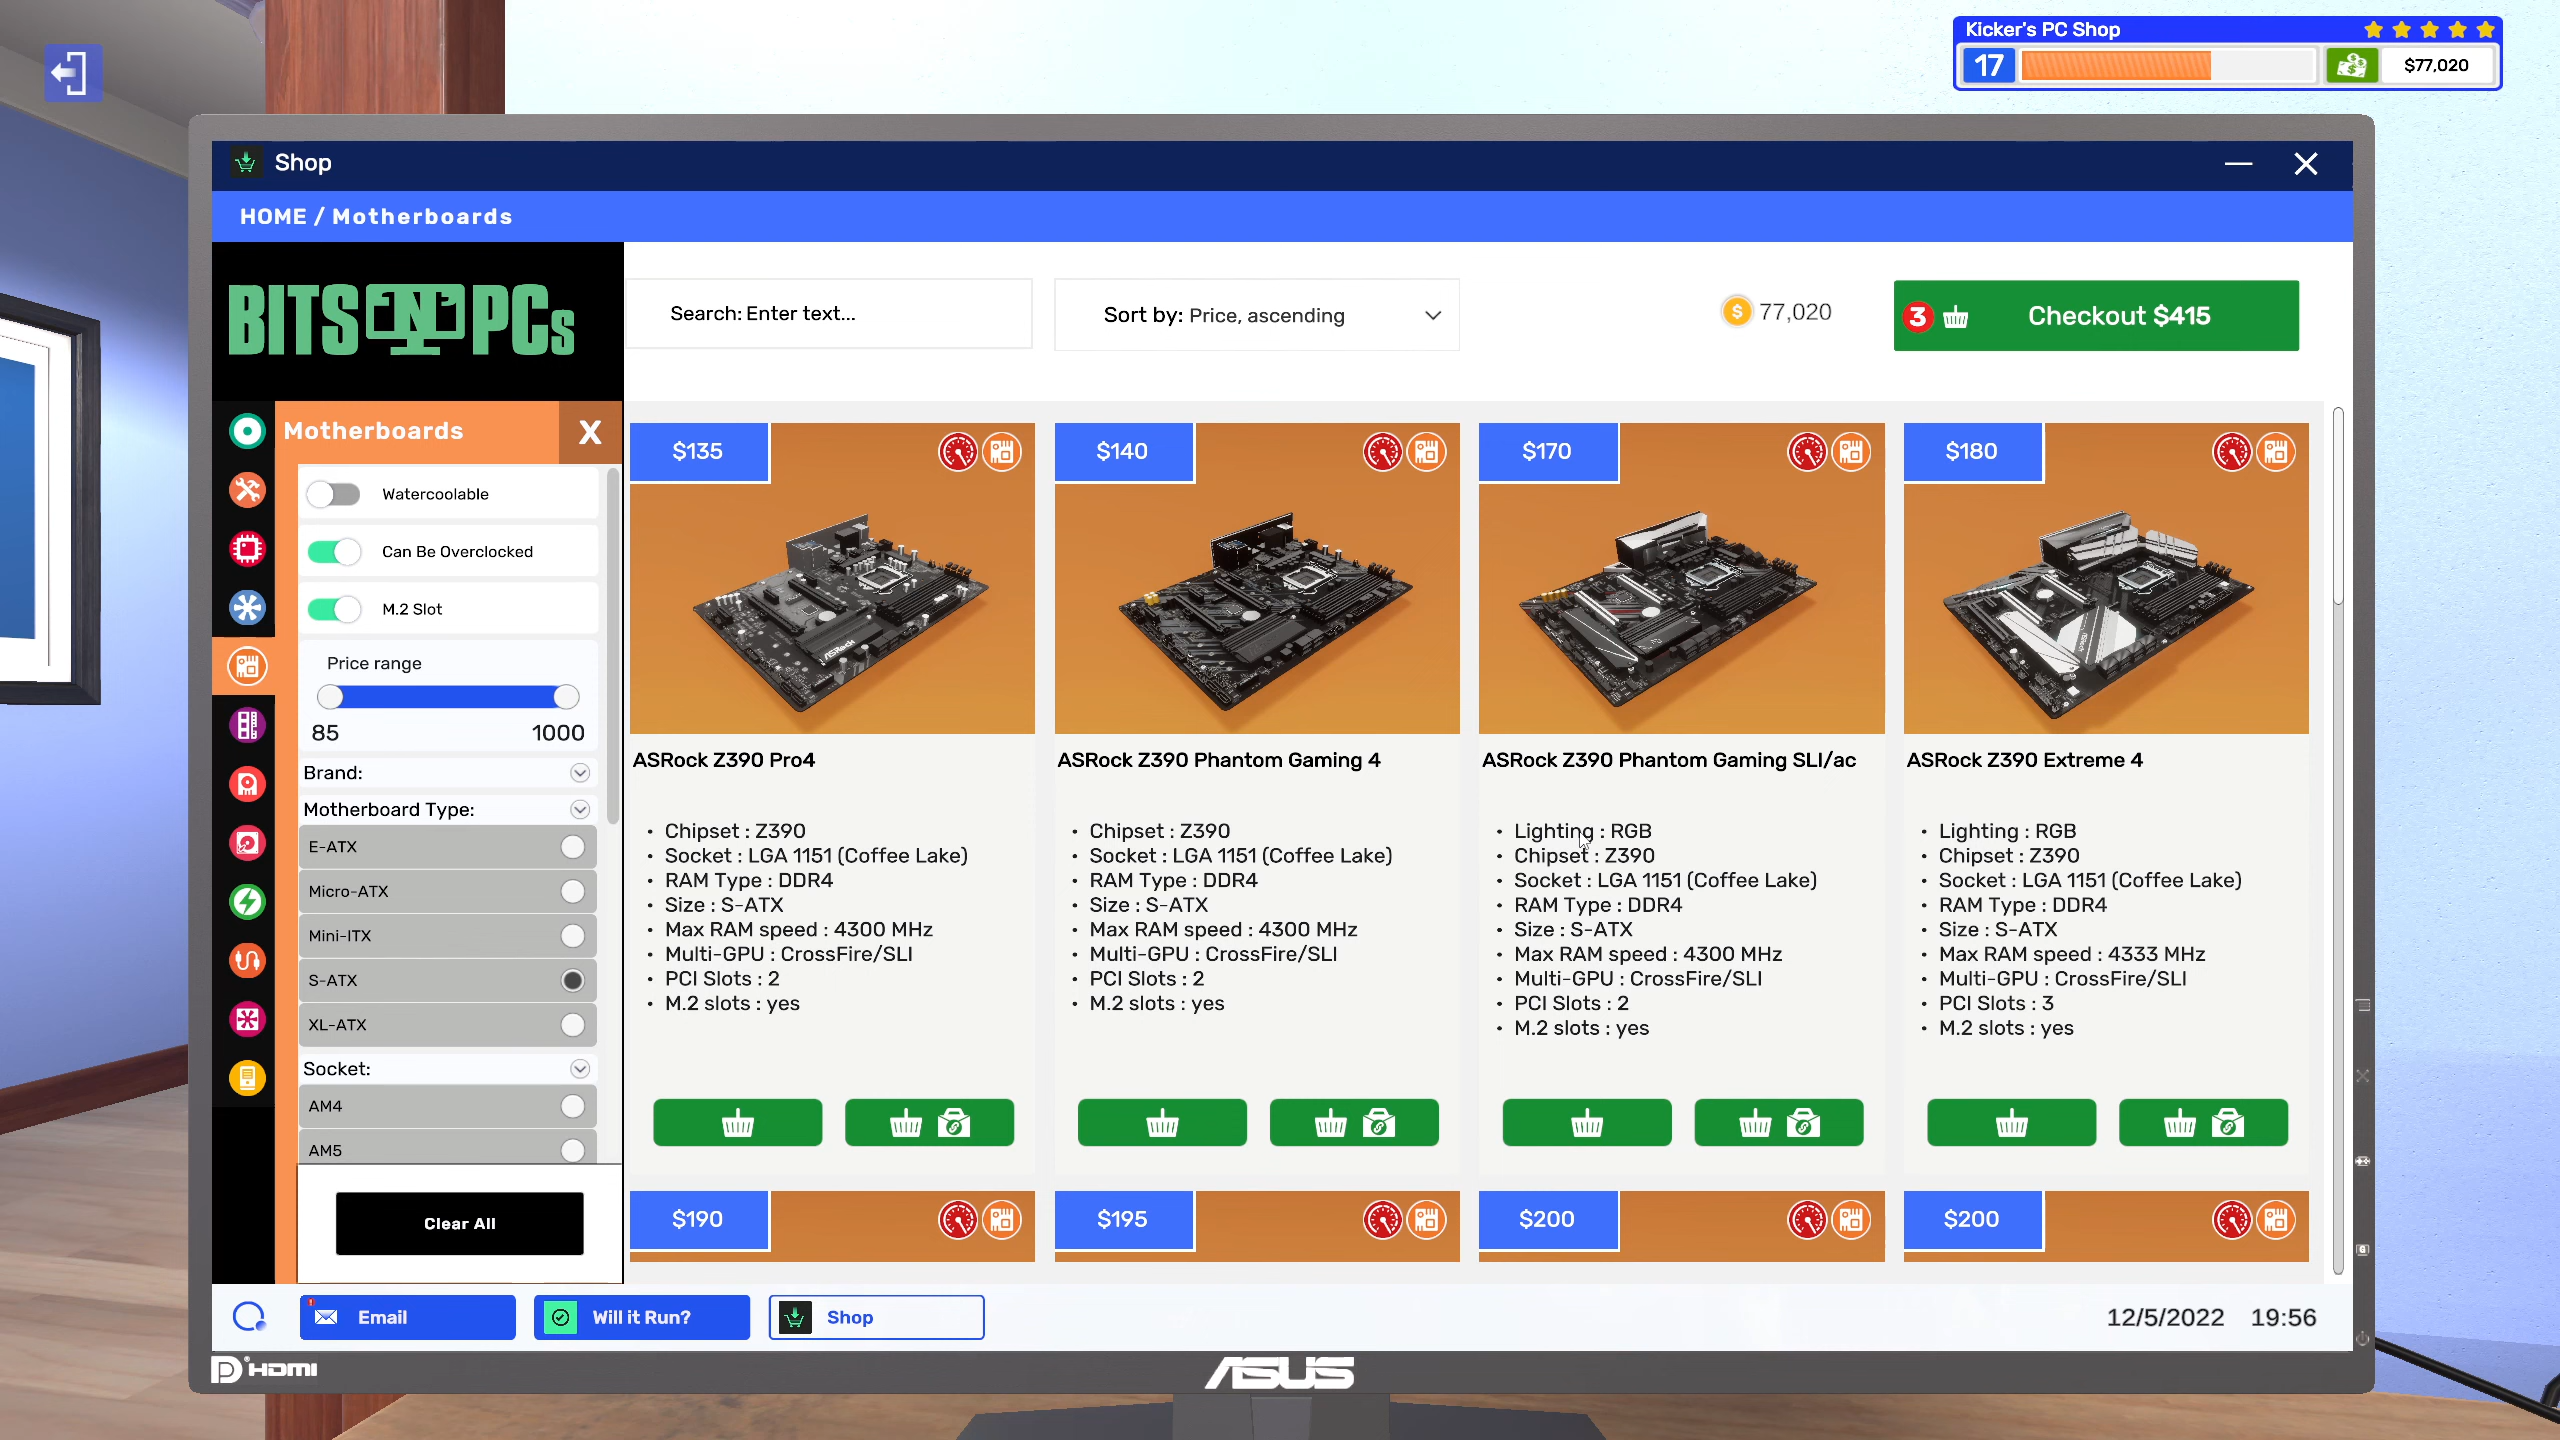 Kicker's PC Shop
17
$77,020
Shop
HOME / Motherboards
BITS N PCs
Search: Enter text...
Sort by: Price, ascending
77,020
3
Checkout $415
Motherboards
X
Watercoolable
Can Be Overclocked
M.2 Slot
Price range
85 1000
Brand:
Motherboard Type:
E-ATX
Micro-ATX
Mini-ITX
S-ATX
XL-ATX
Socket:
AM4
AM5
Clear All
$135
ASRock Z390 Pro4
• Chipset : Z390
• Socket : LGA 1151 (Coffee Lake)
• RAM Type : DDR4
• Size : S-ATX
• Max RAM speed : 4300 MHz
• Multi-GPU : CrossFire/SLI
• PCI Slots : 2
• M.2 slots : yes
$140
ASRock Z390 Phantom Gaming 4
• Chipset : Z390
• Socket : LGA 1151 (Coffee Lake)
• RAM Type : DDR4
• Size : S-ATX
• Max RAM speed : 4300 MHz
• Multi-GPU : CrossFire/SLI
• PCI Slots : 2
• M.2 slots : yes
$170
ASRock Z390 Phantom Gaming SLI/ac
• Lighting : RGB
• Chipset : Z390
• Socket : LGA 1151 (Coffee Lake)
• RAM Type : DDR4
• Size : S-ATX
• Max RAM speed : 4300 MHz
• Multi-GPU : CrossFire/SLI
• PCI Slots : 2
• M.2 slots : yes
$180
ASRock Z390 Extreme 4
• Lighting : RGB
• Chipset : Z390
• Socket : LGA 1151 (Coffee Lake)
• RAM Type : DDR4
• Size : S-ATX
• Max RAM speed : 4333 MHz
• Multi-GPU : CrossFire/SLI
• PCI Slots : 3
• M.2 slots : yes
$190
$195
$200
$200
Email
Will it Run?
Shop
12/5/2022 19:56
HDMI
ASUS